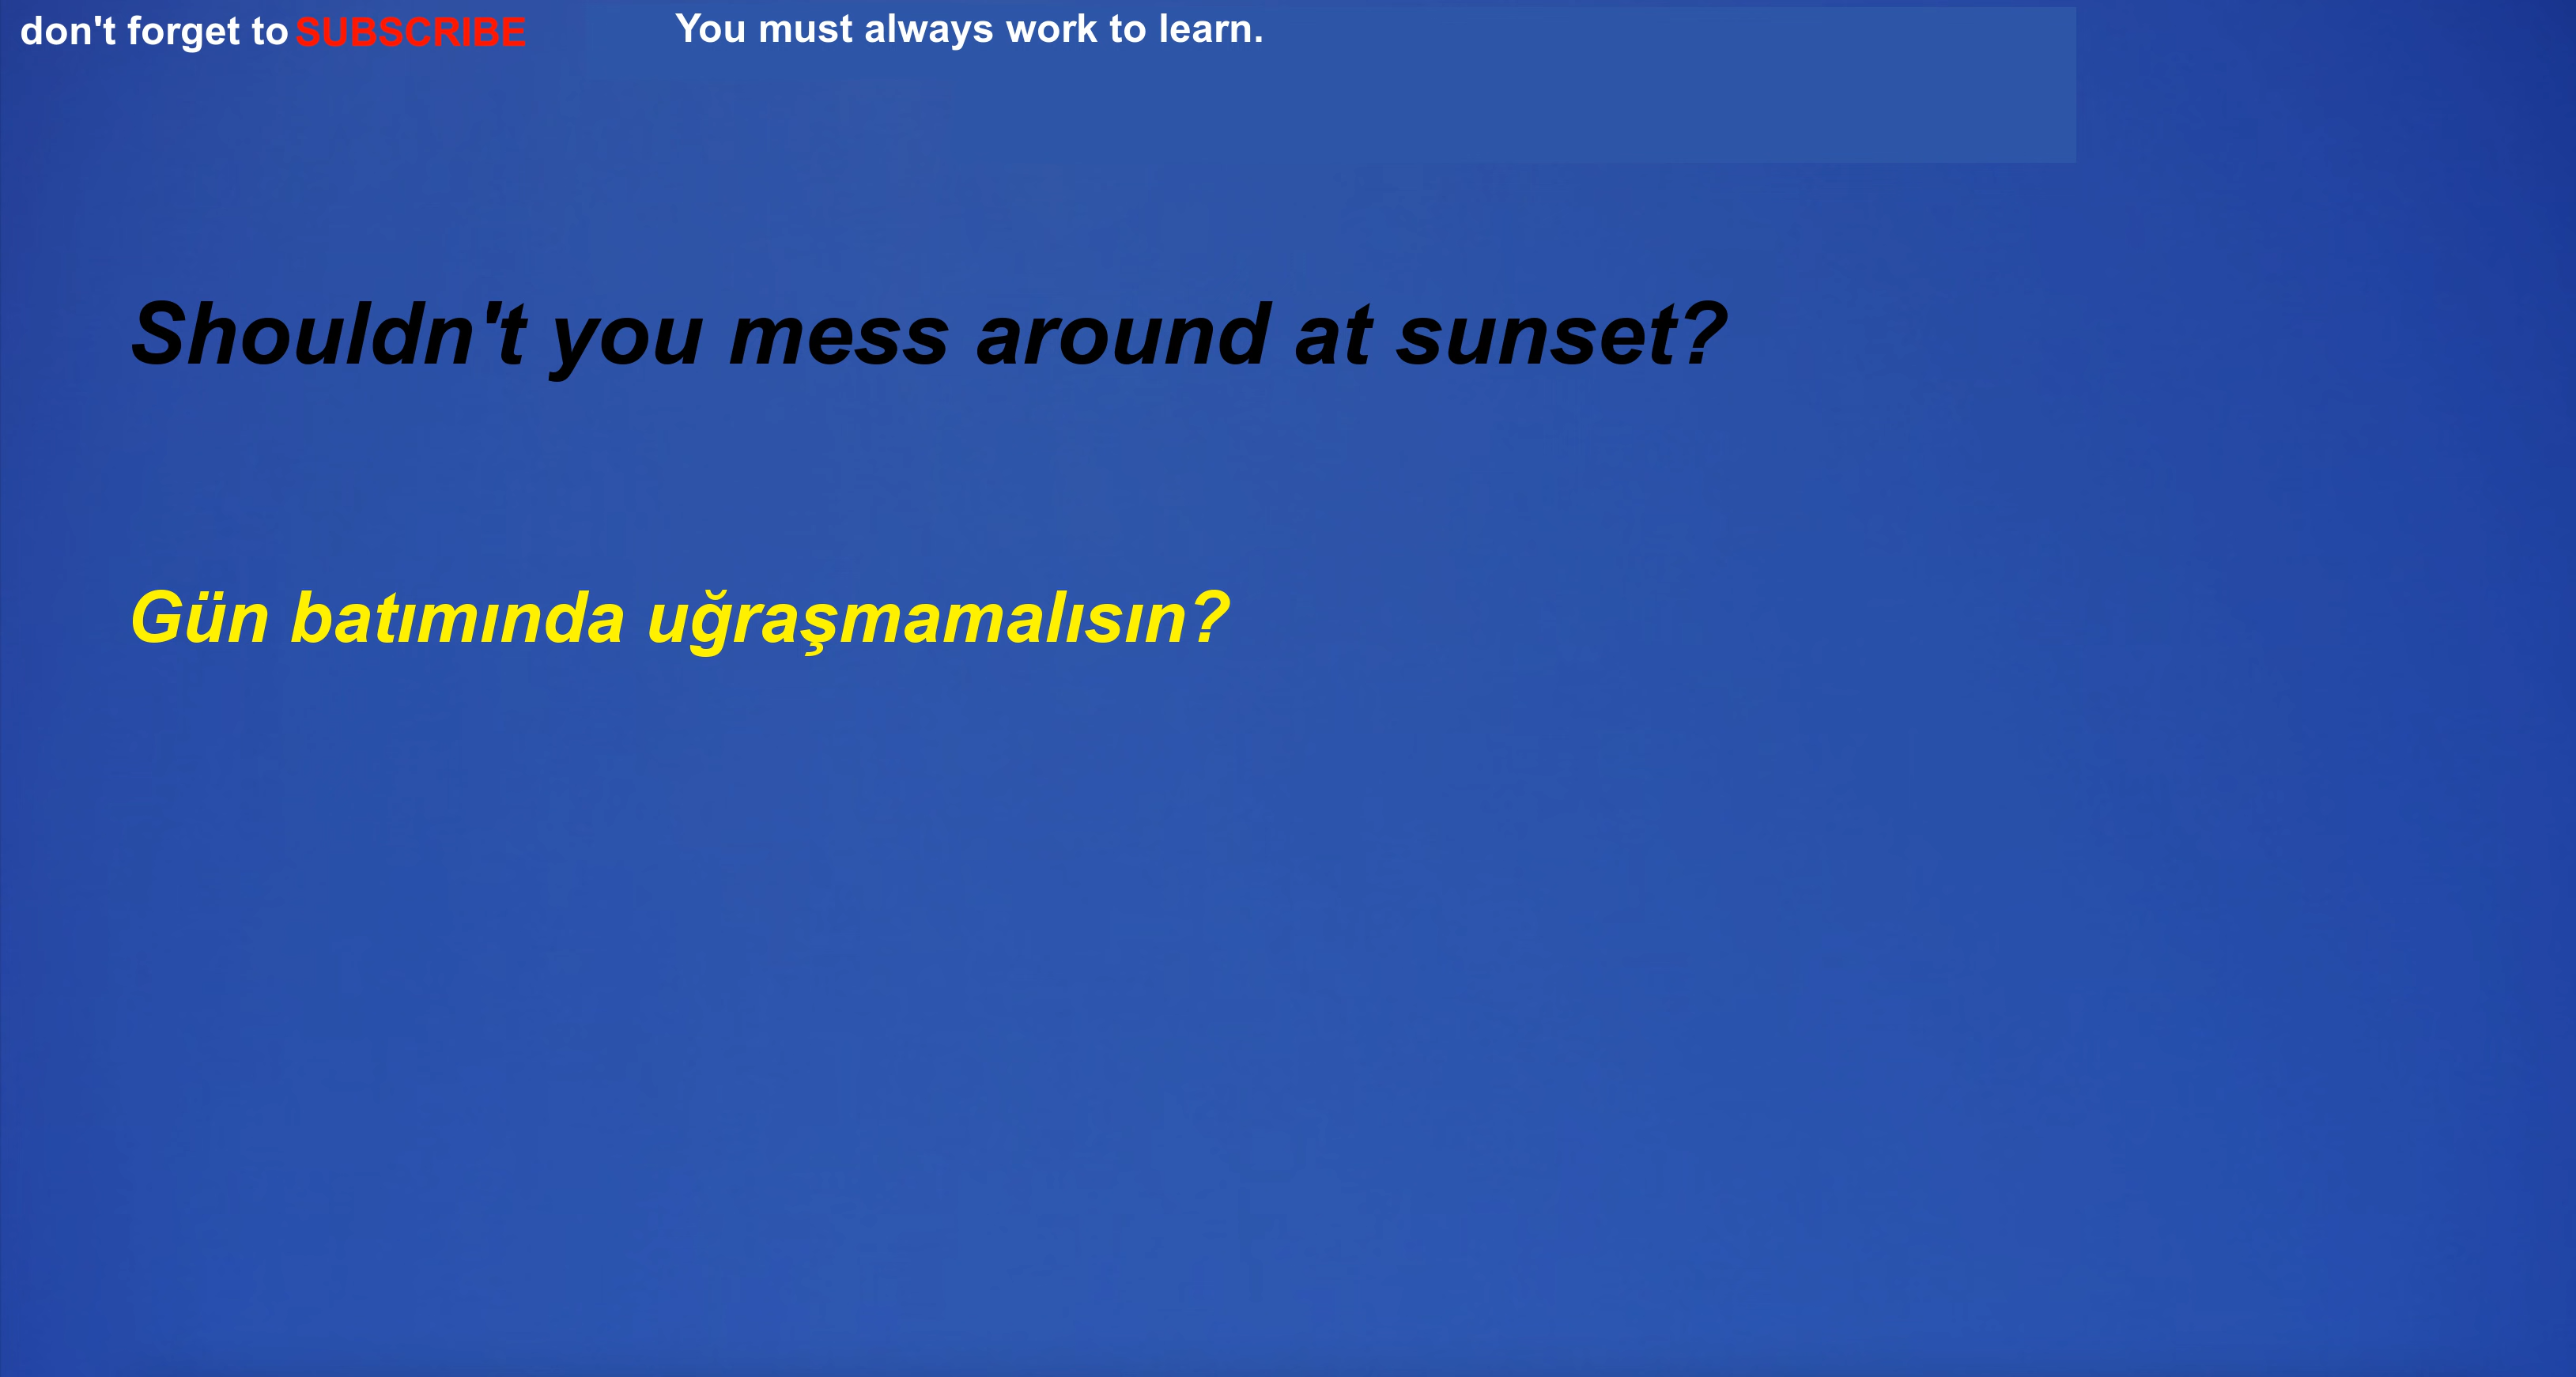 don't forget to SUBSCRIBE
You must always work to learn.
Shouldn't you mess around at sunset?
Gün batımında uğraşmamalısın?